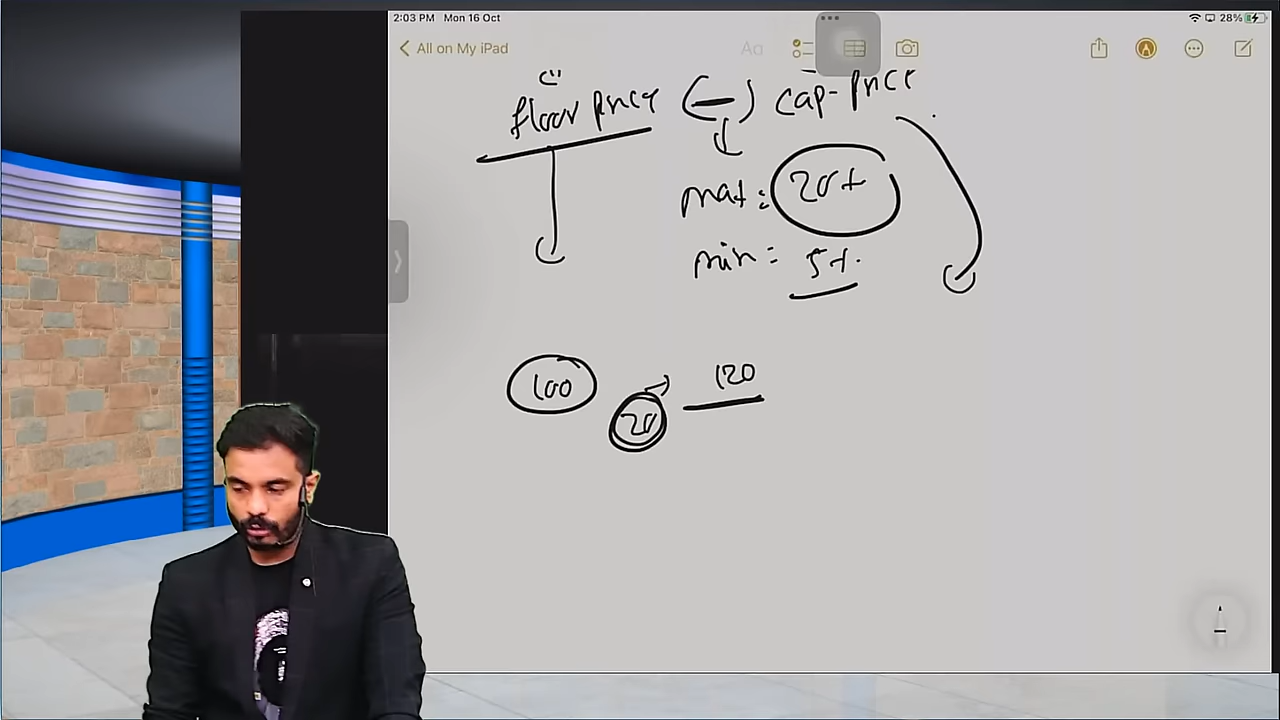 2:03 PM Mon 16 Oct 28%
All on My iPad Aa
floor price (—) cap-price
max: 20%
min: 5%.
100 120
20